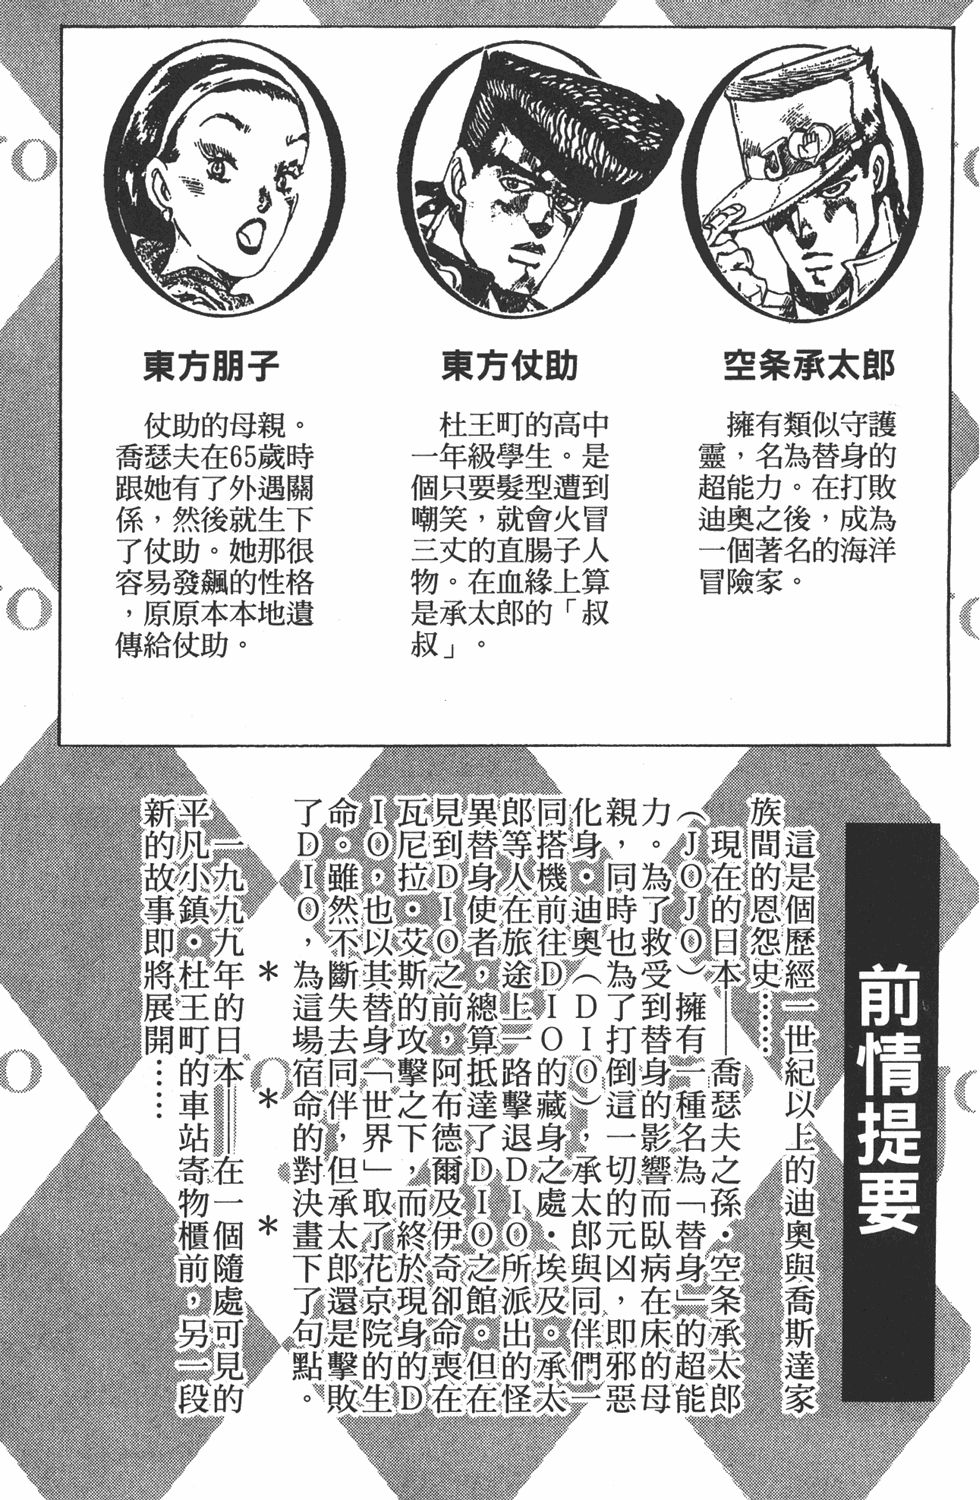 空条承太郎
擁有類似守護
靈，名為替身的
超能力。在打敗
迪奧之後，成為
一個著名的海洋
冒險家。
東方仗助
杜王町的高中
一年級學生。是
個只要髮型遭到
嘲笑，就會火冒
三丈的直腸子人
物。在血緣上算
是承太郎的「叔
叔」。
東方朋子
仗助的母親。
喬瑟夫在65歲時
跟她有了外遇關
係，然後就生下
了仗助。她那很
容易發飆的性格
，原原本本地遺
傳給仗助。
前情提要
這是個歷經一世紀以上的迪奧與喬斯達家
族間的恩怨史……
現在的日本——喬瑟夫之孫·空条承太郎
（ＪＯＪＯ）擁有一種名為「替身」的超能
力。為了救受到替身的影響而臥病在床的母
親，同時也為了打倒這一切的元凶，即邪惡
化身·迪奧（ＤＩＯ），承太郎與同伴們一
同搭機前往ＤＩＯ的藏身之處·埃及。承太
郎等人在旅途上一路擊退ＤＩＯ所派出的怪
異替身使者，總算抵達了ＤＩＯ之館。但在
見到ＤＩＯ之前，阿布德爾及伊奇卻命喪在
瓦尼拉·艾斯的攻擊之下，而終於現身的Ｄ
ＩＯ，也以其替身「世界」取了花京院的生
命。雖然不斷失去同伴，但承太郎還是擊敗
了ＤＩＯ，為這場宿命的對決畫下了句點。
＊　＊　＊
一九九九年的日本——在一個隨處可見的
平凡小鎮·杜王町的車站寄物櫃前，另一段
新的故事即將展開……